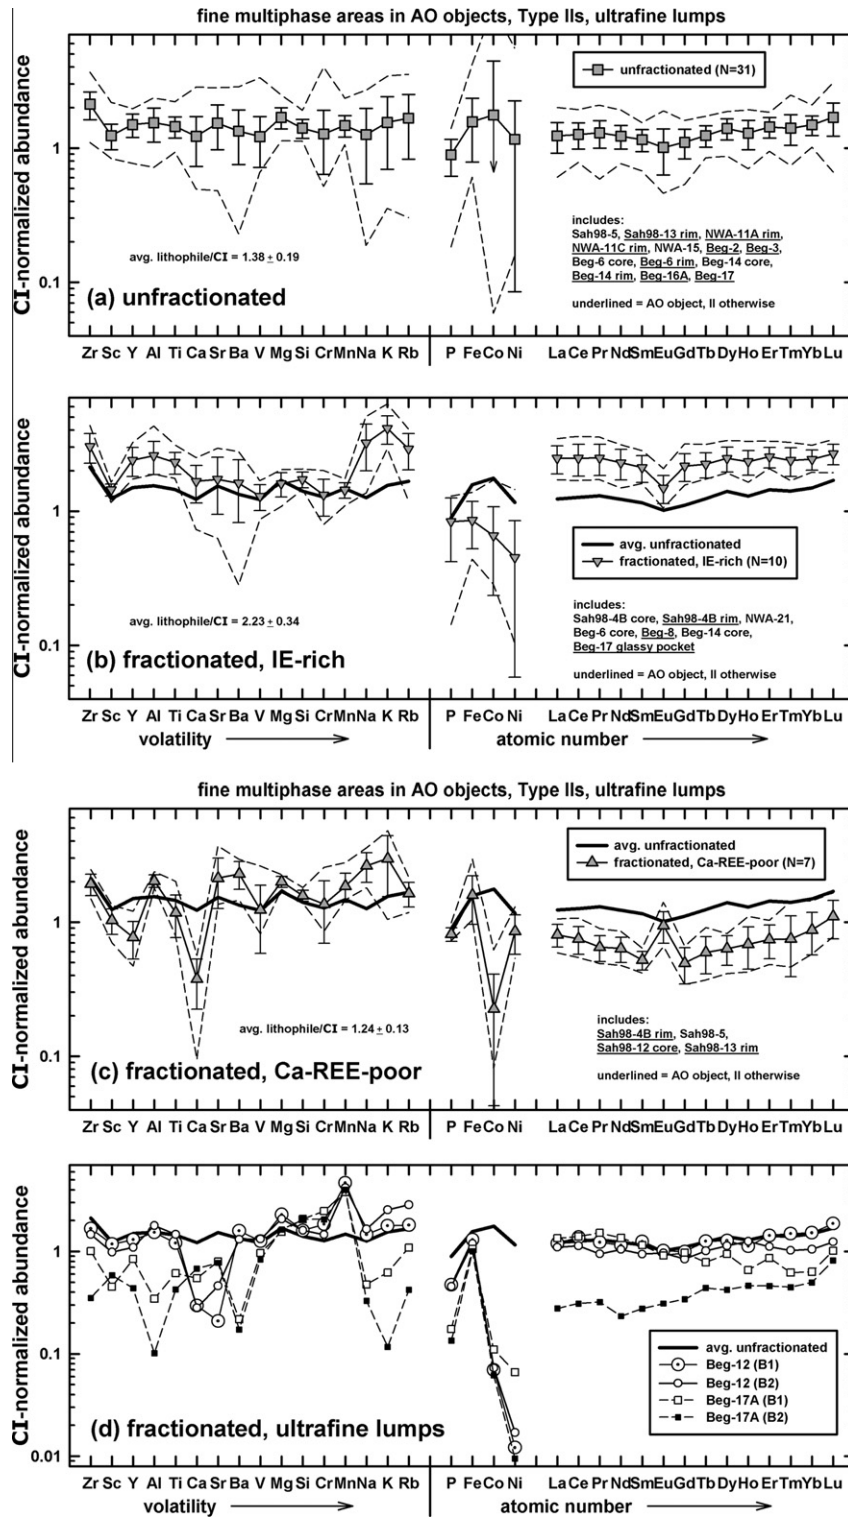 fine multiphase areas in AO objects, Type IIs, ultrafine lumps
CI-normalized abundance
1
0.1
unfractionated (N=31)
avg. lithophile/CI = 1.38 ± 0.19
includes:
Sah98-5, Sah98-13 rim, NWA-11A rim,
NWA-11C rim, NWA-15, Beg-2, Beg-3,
Beg-6 core, Beg-6 rim, Beg-14 core,
Beg-14 rim, Beg-16A, Beg-17
underlined = AO object, II otherwise
(a) unfractionated
Zr Sc Y Al Ti Ca Sr Ba V Mg Si Cr Mn Na K Rb P Fe Co Ni La Ce Pr Nd Sm Eu Gd Tb Dy Ho Er Tm Yb Lu
CI-normalized abundance
1
0.1
avg. unfractionated
fractionated, IE-rich (N=10)
avg. lithophile/CI = 2.23 ± 0.34
includes:
Sah98-4B core, Sah98-4B rim, NWA-21,
Beg-6 core, Beg-8, Beg-14 core,
Beg-17 glassy pocket
underlined = AO object, II otherwise
(b) fractionated, IE-rich
Zr Sc Y Al Ti Ca Sr Ba V Mg Si Cr Mn Na K Rb P Fe Co Ni La Ce Pr Nd Sm Eu Gd Tb Dy Ho Er Tm Yb Lu
volatility atomic number
fine multiphase areas in AO objects, Type IIs, ultrafine lumps
CI-normalized abundance
1
0.1
avg. unfractionated
fractionated, Ca-REE-poor (N=7)
avg. lithophile/CI = 1.24 ± 0.13
includes:
Sah98-4B rim, Sah98-5,
Sah98-12 core, Sah98-13 rim
underlined = AO object, II otherwise
(c) fractionated, Ca-REE-poor
Zr Sc Y Al Ti Ca Sr Ba V Mg Si Cr Mn Na K Rb P Fe Co Ni La Ce Pr Nd Sm Eu Gd Tb Dy Ho Er Tm Yb Lu
CI-normalized abundance
1
0.1
0.01
avg. unfractionated
Beg-12 (B1)
Beg-12 (B2)
Beg-17A (B1)
Beg-17A (B2)
(d) fractionated, ultrafine lumps
Zr Sc Y Al Ti Ca Sr Ba V Mg Si Cr Mn Na K Rb P Fe Co Ni La Ce Pr Nd Sm Eu Gd Tb Dy Ho Er Tm Yb Lu
volatility atomic number